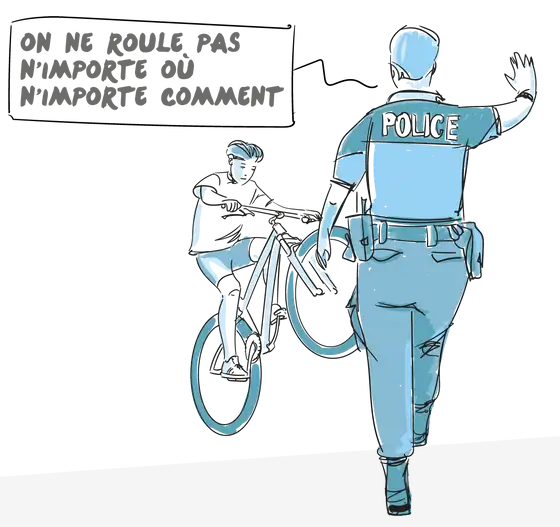 ON NE ROULE PAS
N'IMPORTE OÙ
N'IMPORTE COMMENT
POLICE